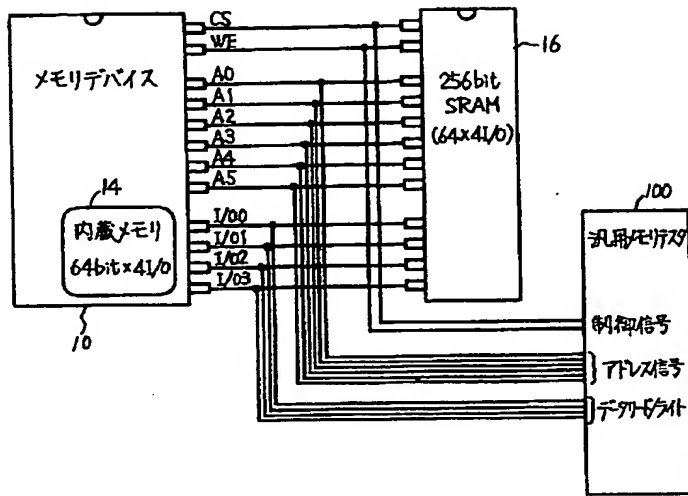 メモリデバイス
14
内蔵メモリ
64bit×4I/O
10
CS
WE
A0
A1
A2
A3
A4
A5
I/O0
I/O1
I/O2
I/O3
256bit
SRAM
(64×4I/O)
16
100
汎用メモリテスタ
制御信号
アドレス信号
データリード/ライト